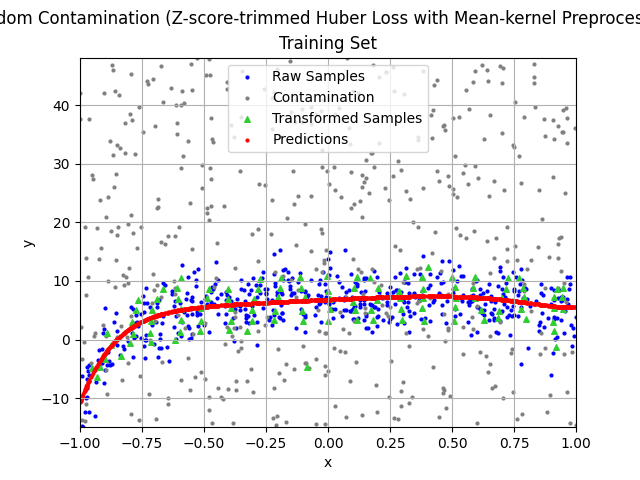 dom Contamination (Z-score-trimmed Huber Loss with Mean-kernel Preproces
Training Set
Raw Samples
Contamination
Transformed Samples
Predictions
y
40
30
20
10
0
−10
−1.00 −0.75 −0.50 −0.25 0.00 0.25 0.50 0.75 1.00
x